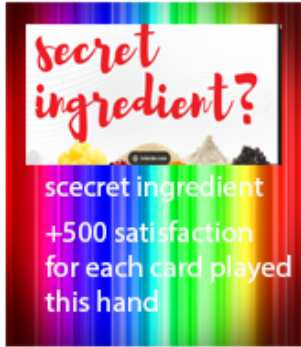 secret
ingredient?
scecret ingredient
+500 satisfaction
for each card played
this hand